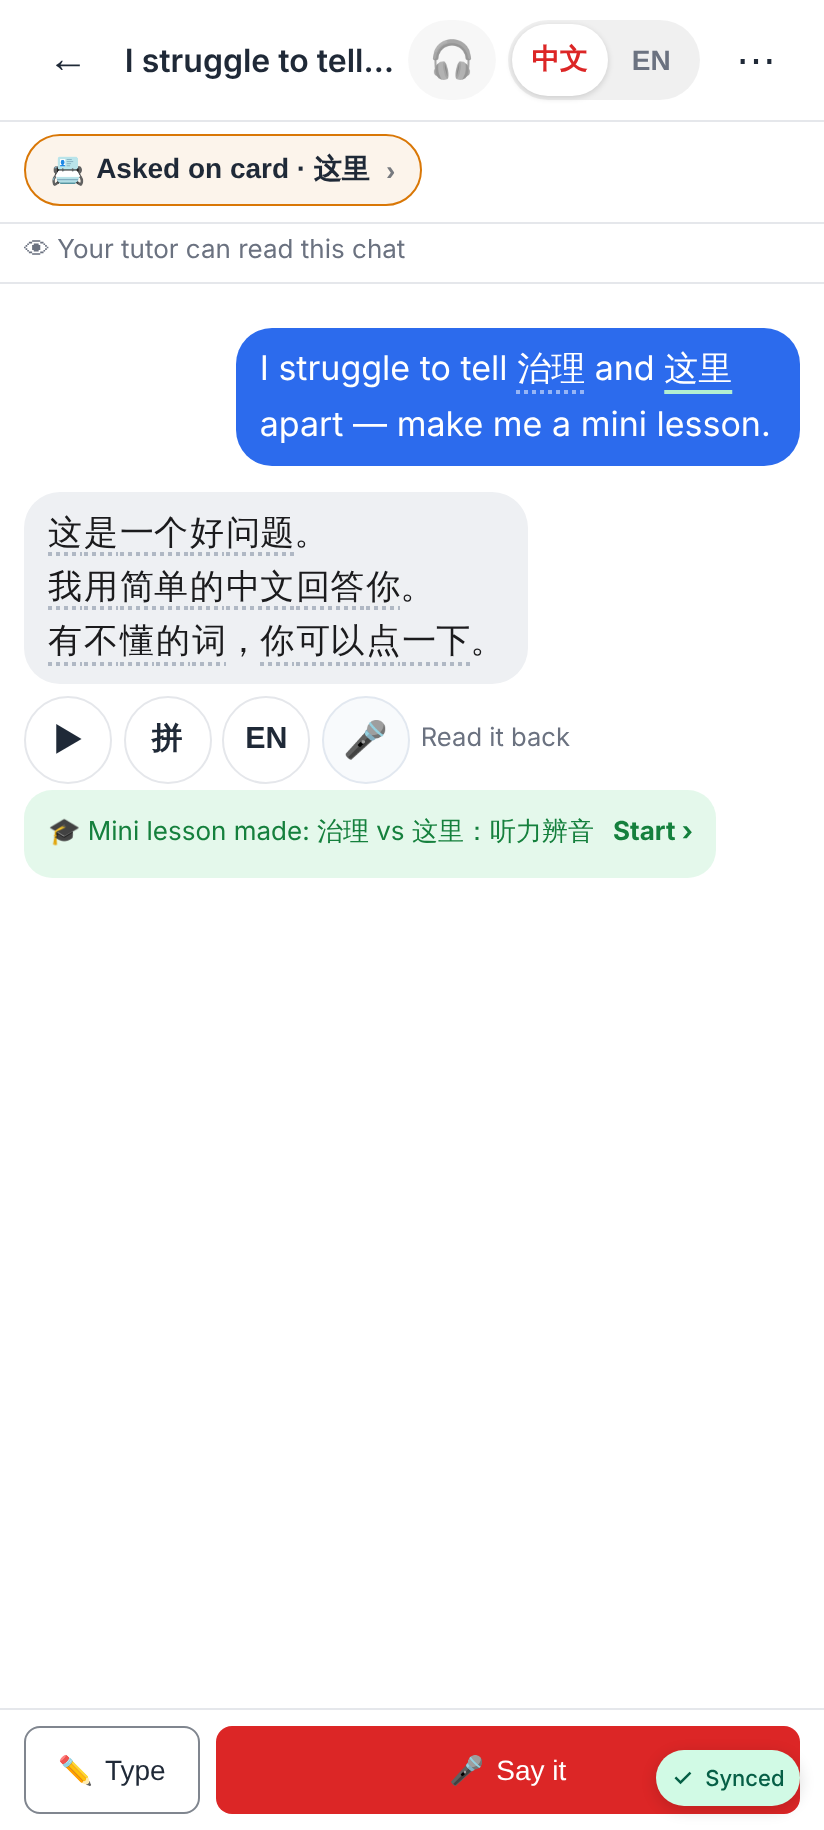 ← I struggle to tell... 中文 EN ⋯
Asked on card · 这里 ›
Your tutor can read this chat
I struggle to tell 治理 and 这里
apart — make me a mini lesson.
这是一个好问题。
我用简单的中文回答你。
有不懂的词，你可以点一下。
拼 EN Read it back
Mini lesson made: 治理 vs 这里：听力辨音 Start ›
Type Say it
✓ Synced